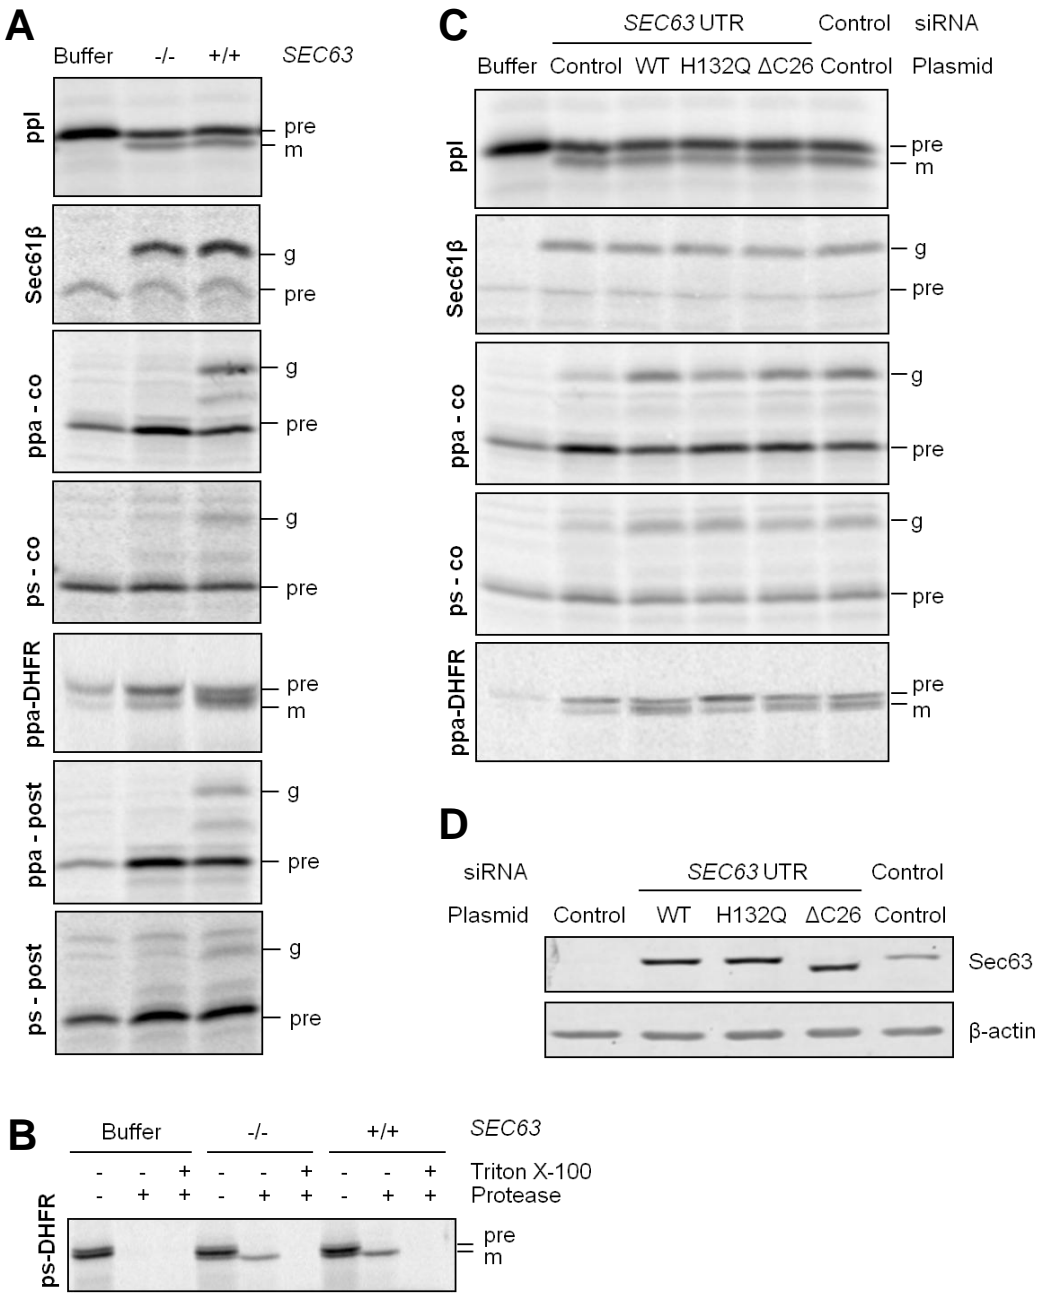 A
Buffer -/- +/+ SEC63
ppl
pre
m
Sec61β
g
pre
ppa - co
g
pre
ps - co
g
pre
ppa-DHFR
pre
m
ppa - post
g
pre
ps - post
g
pre
B
Buffer -/- +/+ SEC63
- - + - - + - - + Triton X-100
- + + - + + - + + Protease
ps-DHFR
pre
m
C
SEC63 UTR Control siRNA
Buffer Control WT H132Q ΔC26 Control Plasmid
ppl
pre
m
Sec61β
g
pre
ppa - co
g
pre
ps - co
g
pre
ppa-DHFR
pre
m
D
siRNA SEC63 UTR Control
Plasmid Control WT H132Q ΔC26 Control
Sec63
β-actin